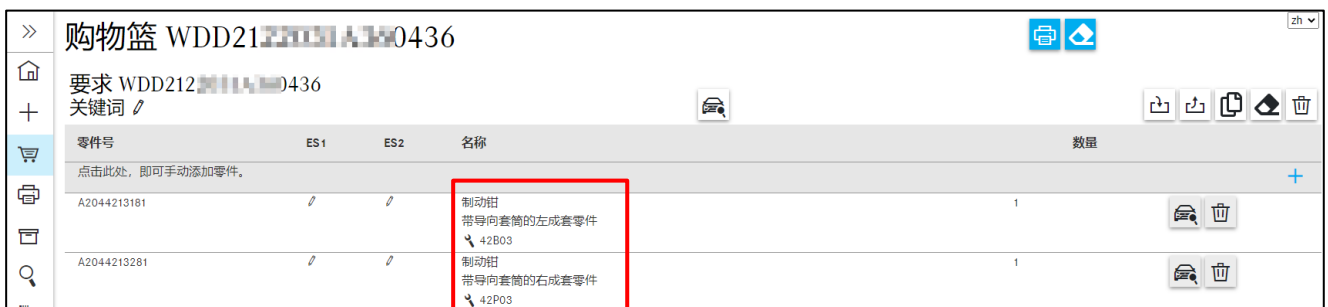 购物篮 WDD21 0436
zh
要求 WDD212 0436
关键词
零件号 ES1 ES2 名称 数量
点击此处，即可手动添加零件。
A2044213181 制动钳 1
带导向套筒的左成套零件
42B03
A2044213281 制动钳 1
带导向套筒的右成套零件
42P03